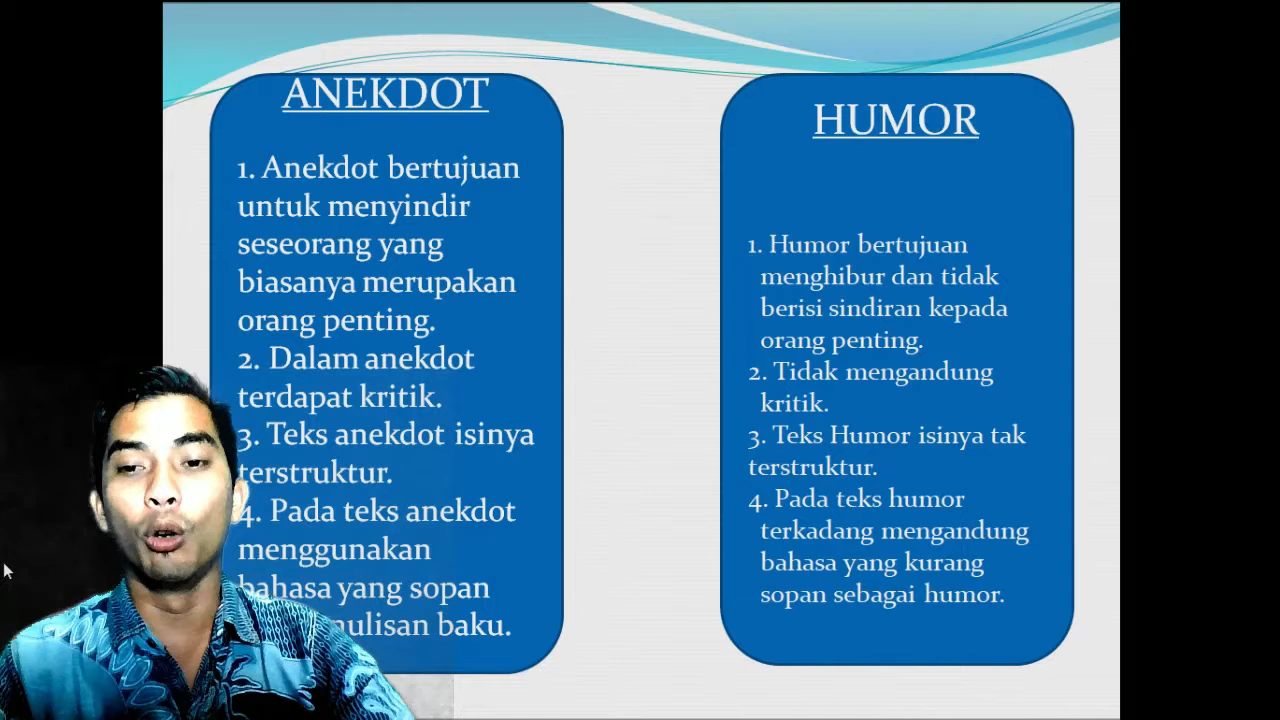 ANEKDOT
1. Anekdot bertujuan
untuk menyindir
seseorang yang
biasanya merupakan
orang penting.
2. Dalam anekdot
terdapat kritik.
3. Teks anekdot isinya
terstruktur.
4. Pada teks anekdot
menggunakan
bahasa yang sopan
baku.
HUMOR
1. Humor bertujuan
menghibur dan tidak
berisi sindiran kepada
orang penting.
2. Tidak mengandung
kritik.
3. Teks Humor isinya tak
terstruktur.
4. Pada teks humor
terkadang mengandung
bahasa yang kurang
sopan sebagai humor.